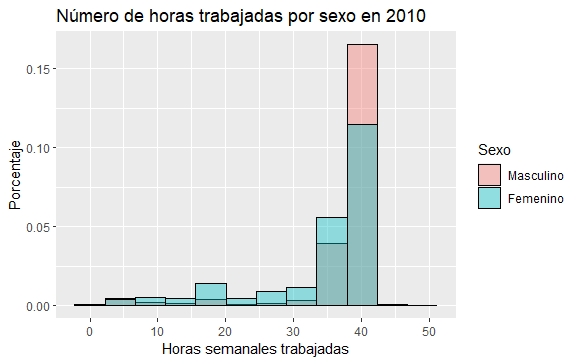 Número de horas trabajadas por sexo en 2010
Porcentaje
0.15
0.10
0.05
0.00
0 10 20 30 40 50
Horas semanales trabajadas
Sexo
Masculino
Femenino